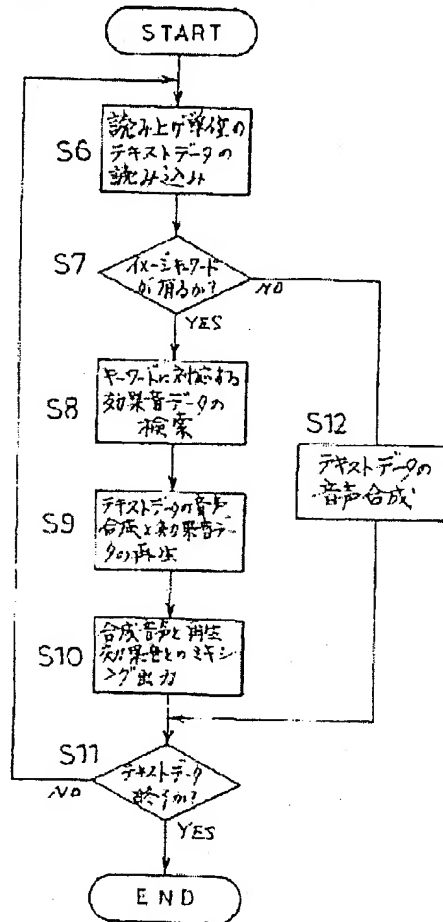 START
S6
読み上げ単位の
テキストデータの
読み込み
S7
イメージキーワード
が有るか?
NO
YES
S8
キーワードに対応する
効果音データの
検索
S12
テキストデータの
音声合成
S9
テキストデータの音声
合成と効果音デー
タの再生
S10
合成音声と再生
効果音とのミキシ
ング出力
S11
テキストデータ
終りか?
NO
YES
END